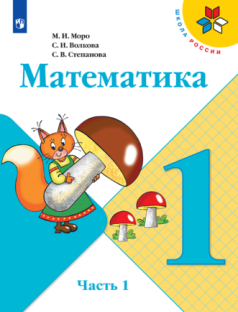 М. И. Моро
С. И. Волкова
С. В. Степанова
ШКОЛА РОССИИ
Математика
1
Часть 1